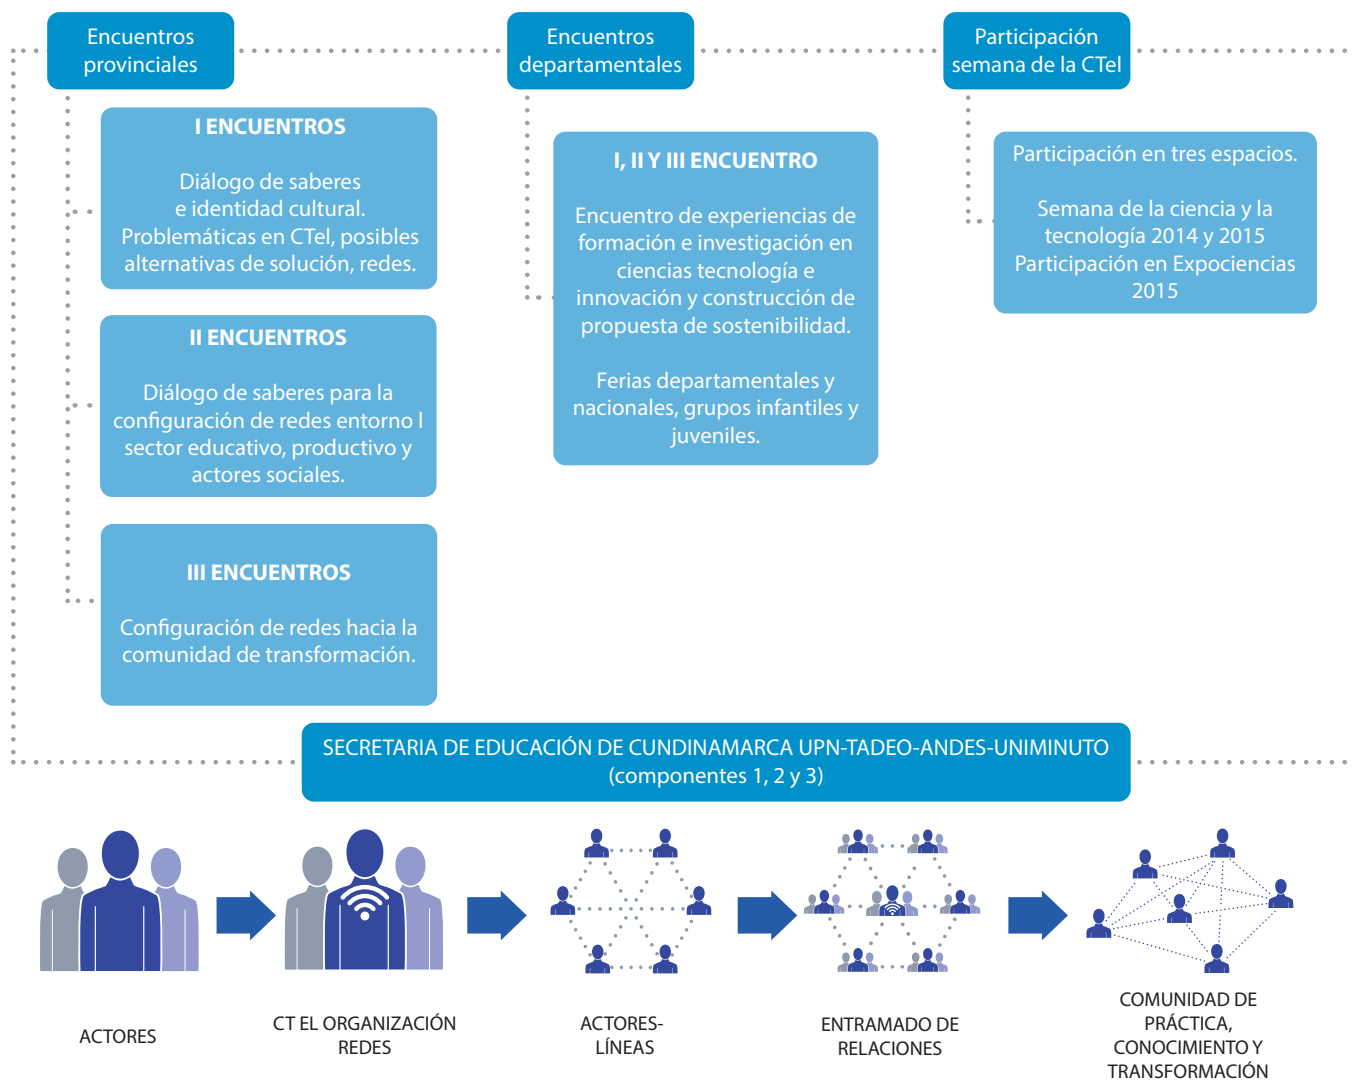 Encuentros
provinciales
Encuentros
departamentales
Participación
semana de la CTel
I ENCUENTROS
Diálogo de saberes
e identidad cultural.
Problemáticas en CTel, posibles
alternativas de solución, redes.
II ENCUENTROS
Diálogo de saberes para la
configuración de redes entorno l
sector educativo, productivo y
actores sociales.
III ENCUENTROS
Configuración de redes hacia la
comunidad de transformación.
I, II Y III ENCUENTRO
Encuentro de experiencias de
formación e investigación en
ciencias tecnología e
innovación y construcción de
propuesta de sostenibilidad.
Ferias departamentales y
nacionales, grupos infantiles y
juveniles.
Participación en tres espacios.
Semana de la ciencia y la
tecnología 2014 y 2015
Participación en Expociencias
2015
SECRETARIA DE EDUCACIÓN DE CUNDINAMARCA UPN-TADEO-ANDES-UNIMINUTO
(componentes 1, 2 y 3)
ACTORES
CT EL ORGANIZACIÓN
REDES
ACTORES-
LÍNEAS
ENTRAMADO DE
RELACIONES
COMUNIDAD DE
PRÁCTICA,
CONOCIMIENTO Y
TRANSFORMACIÓN